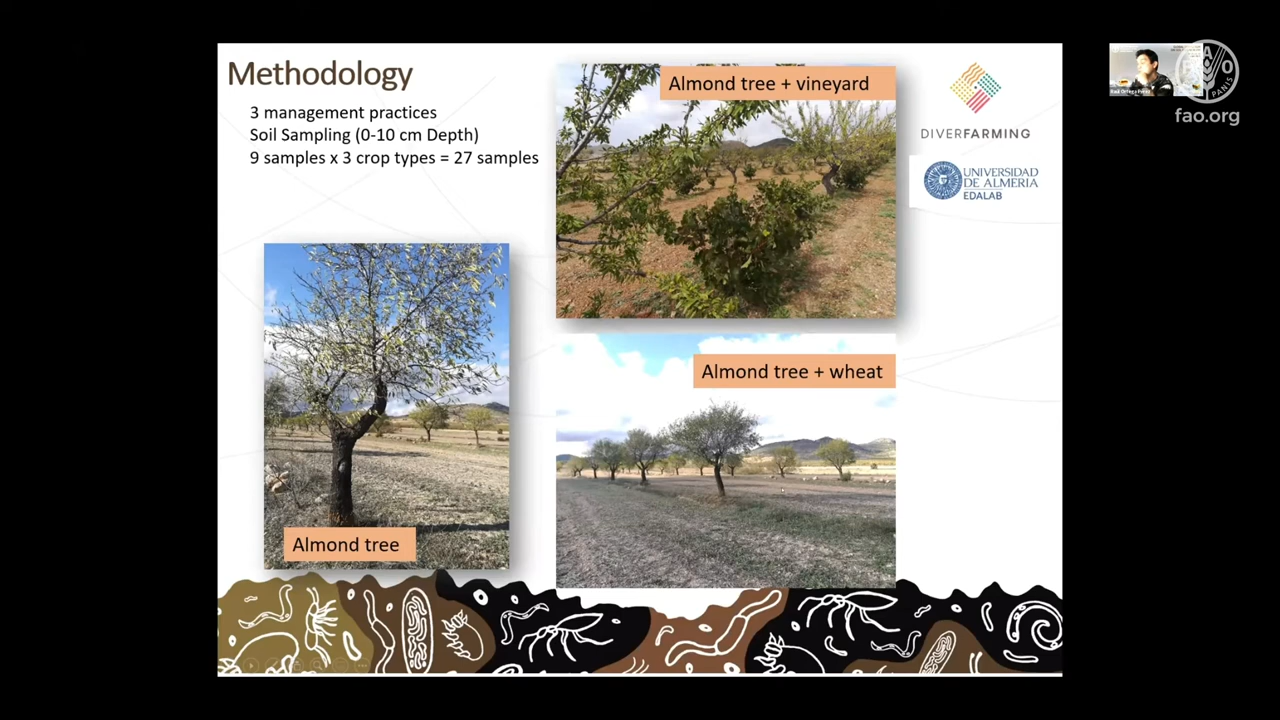 Methodology
3 management practices
Soil Sampling (0-10 cm Depth)
9 samples x 3 crop types = 27 samples
Almond tree + vineyard
Almond tree + wheat
Almond tree
DIVERFARMING
UNIVERSIDAD
DE ALMERÍA
EDALAB
fao.org